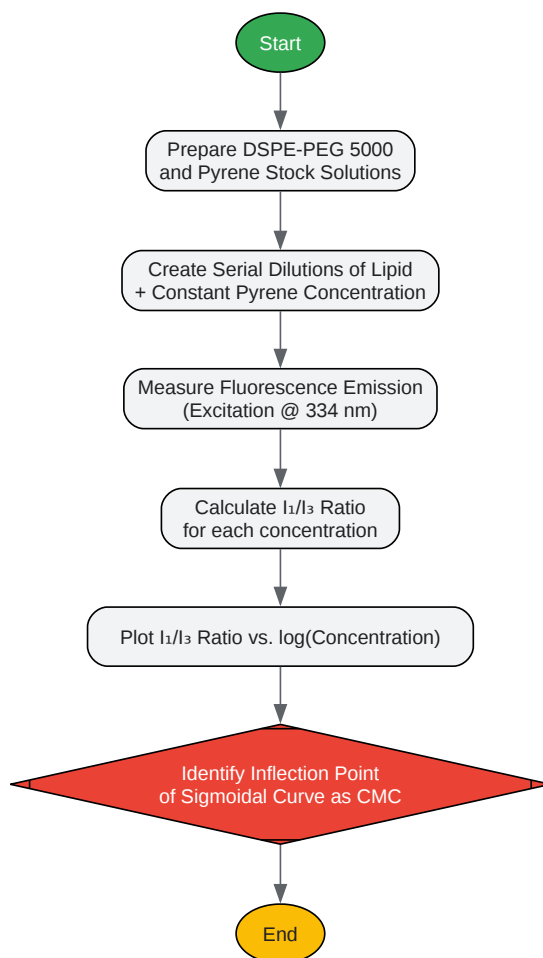 Start
Prepare DSPE-PEG 5000
and Pyrene Stock Solutions
Create Serial Dilutions of Lipid
+ Constant Pyrene Concentration
Measure Fluorescence Emission
(Excitation @ 334 nm)
Calculate I₁/I₃ Ratio
for each concentration
Plot I₁/I₃ Ratio vs. log(Concentration)
Identify Inflection Point
of Sigmoidal Curve as CMC
End